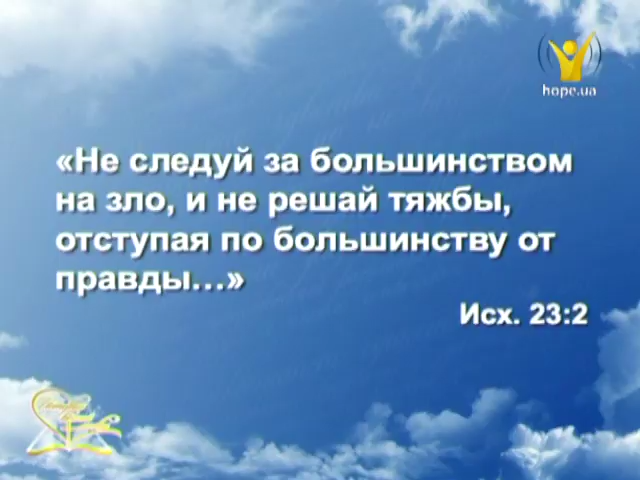 hope.ua
«Не следуй за большинством
на зло, и не решай тяжбы,
отступая по большинству от
правды...»
Исх. 23:2